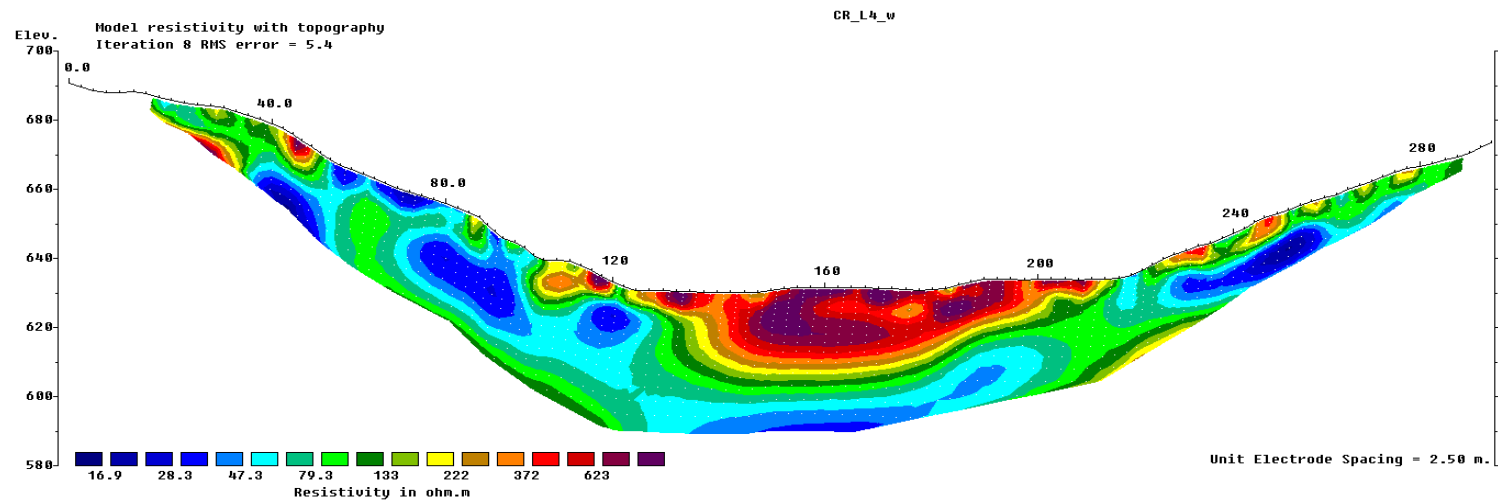 CR_L4_w
Model resistivity with topography
Iteration 8 RMS error = 5.4
Elev.
700
0.0
680
40.0
280
660
80.0
240
640
120
160
200
620
600
580
16.9 28.3 47.3 79.3 133 222 372 623
Resistivity in ohm.m
Unit Electrode Spacing = 2.50 m.